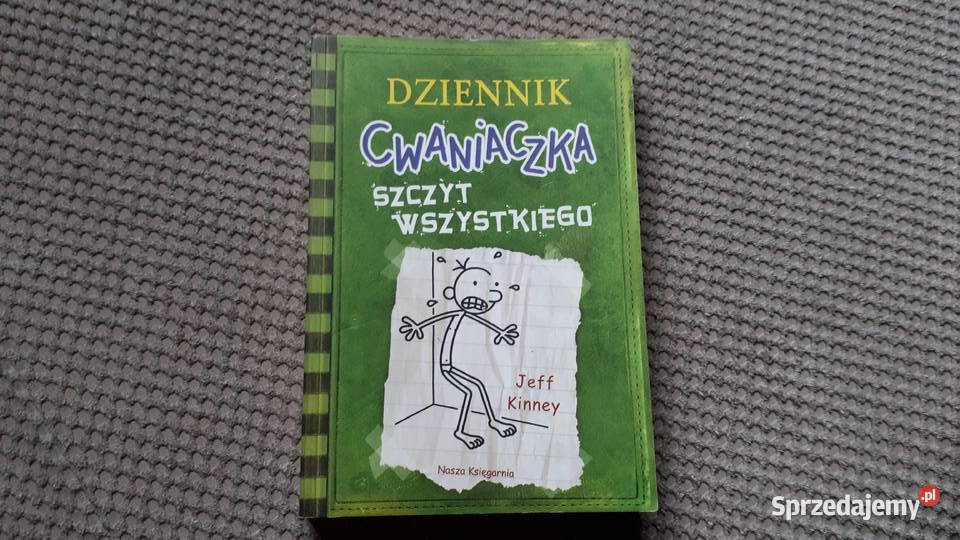 DZIENNIK
CWANIACZKA
SZCZYT
WSZYSTKIEGO
Jeff
Kinney
Nasza Księgarnia
Sprzedajemy.pl